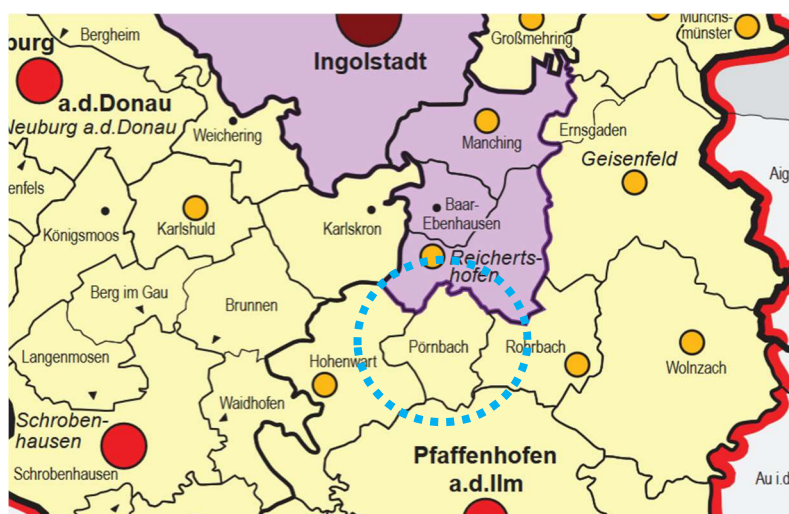 Bergheim
burg
a.d.Donau
Neuburg a.d.Donau
Ingolstadt
Großmehring
Münchs-
münster
Weichering
Manching
Ernsgaden
Geisenfeld
Aig
enfels
Königsmoos
Karlshuld
Karlskron
Baar-
Ebenhausen
Reicherts-
hofen
Berg im Gau
Brunnen
Langenmosen
Hohenwart
Pörnbach
Rohrbach
Wolnzach
Waidhofen
Schroben-
hausen
Schrobenhausen
Pfaffenhofen
a.d.Ilm
Au i.d